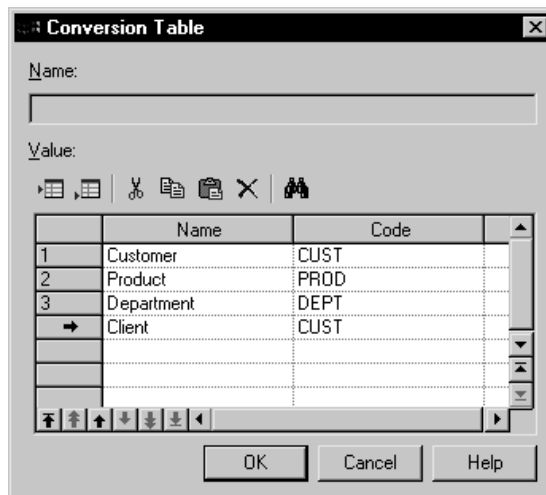 Conversion Table
Name:
Value:
Name Code
1 Customer CUST
2 Product PROD
3 Department DEPT
Client CUST
OK Cancel Help